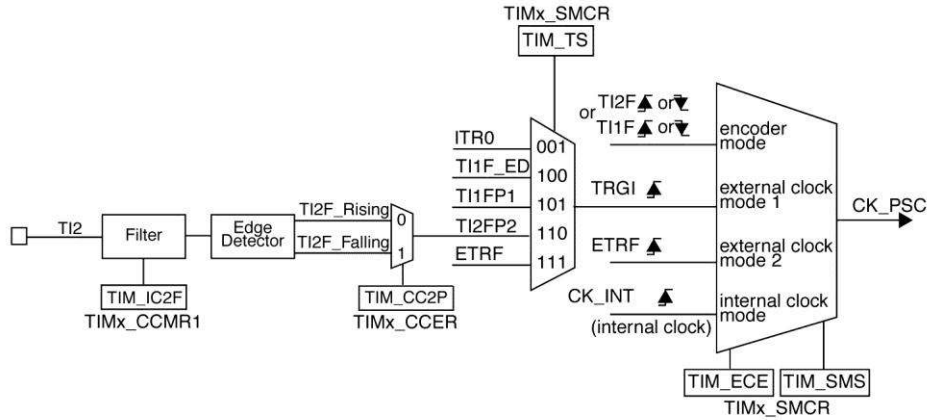 TIMx_SMCR
TIM_TS
or TI2F or
TI1F or
encoder
mode
ITR0
001
TI1F_ED
100
TI1FP1
101
TRGI
external clock
mode 1
CK_PSC
TI2
Filter
Edge
Detector
TI2F_Rising
0
TI2F_Falling
1
TI2FP2
110
ETRF
111
ETRF
external clock
mode 2
TIM_IC2F
TIMx_CCMR1
TIM_CC2P
TIMx_CCER
CK_INT
(internal clock)
internal clock
mode
TIM_ECE
TIM_SMS
TIMx_SMCR